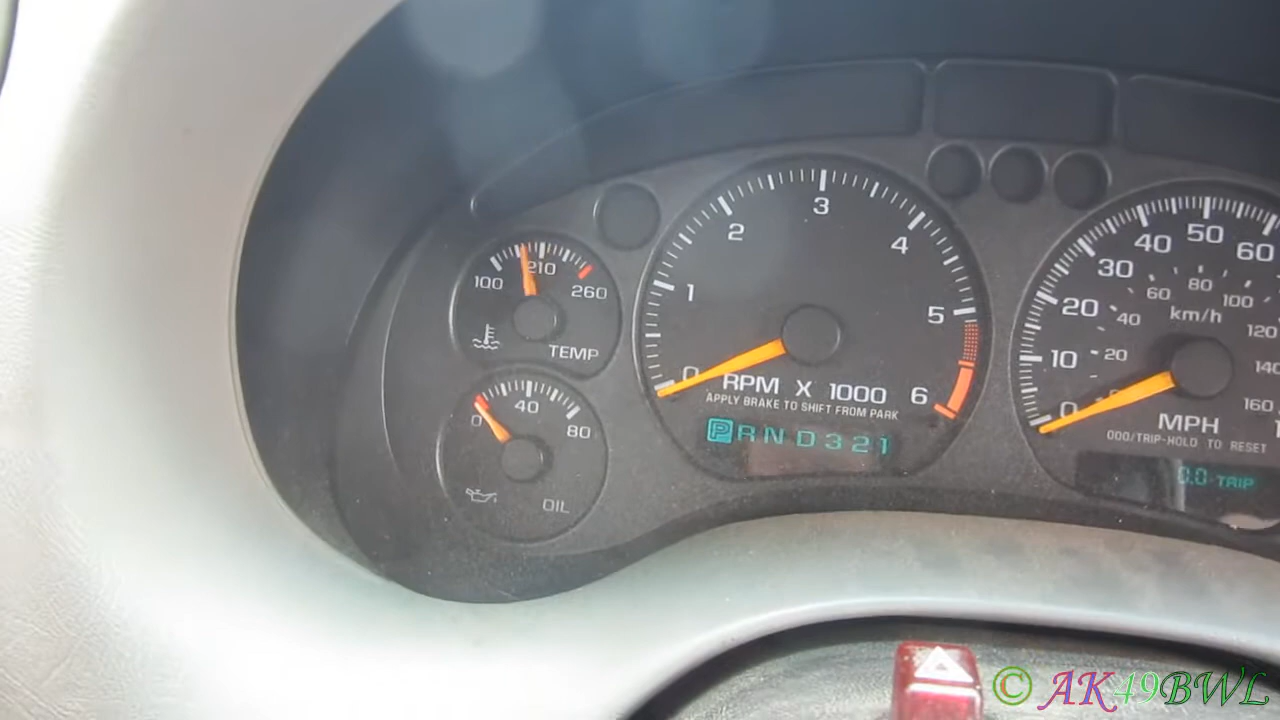 100
210
260
TEMP
0
40
80
OIL
0
1
2
3
4
5
6
RPM X 1000
APPLY BRAKE TO SHIFT FROM PARK
P R N D 3 2 1
0
10
20
30
40
50
60
20
40
60
80
100
120
140
160
km/h
MPH
000/TRIP-HOLD TO RESET
0.0 TRIP
© AK49BWL